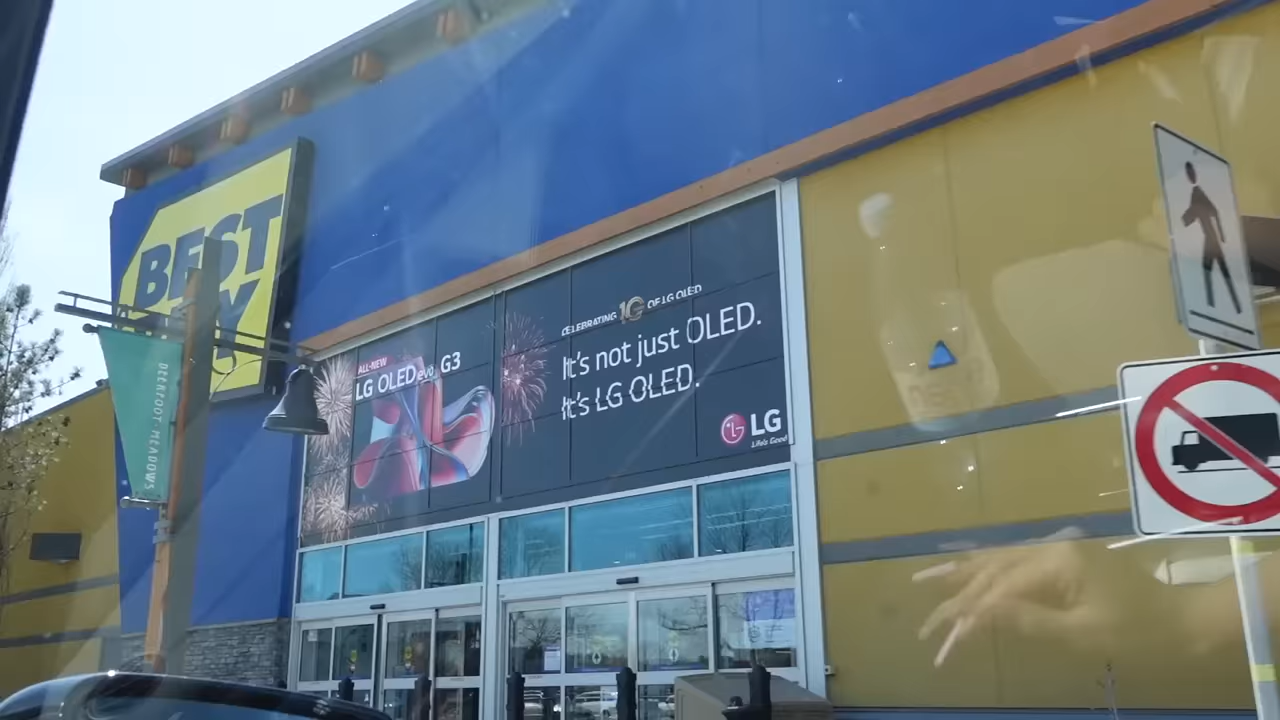 BEST
BUY
DEERFOOT MEADOWS
ALL-NEW
LG OLED evo G3
CELEBRATING 10 OF LG OLED
It's not just OLED.
It's LG OLED.
LG
Life's Good